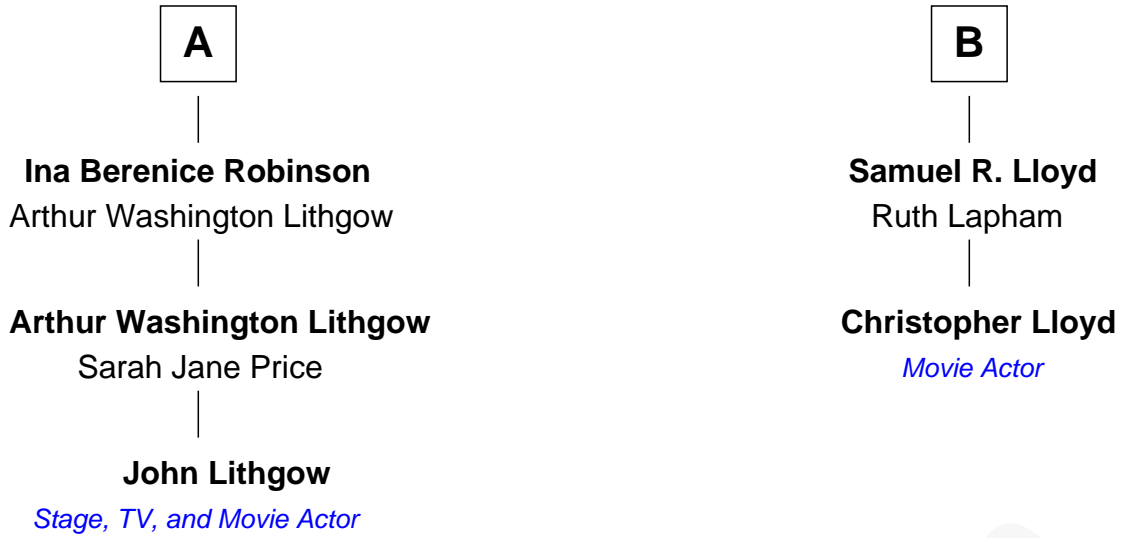 A
B
Ina Berenice Robinson
Arthur Washington Lithgow
Samuel R. Lloyd
Ruth Lapham
Arthur Washington Lithgow
Sarah Jane Price
Christopher Lloyd
Movie Actor
John Lithgow
Stage, TV, and Movie Actor